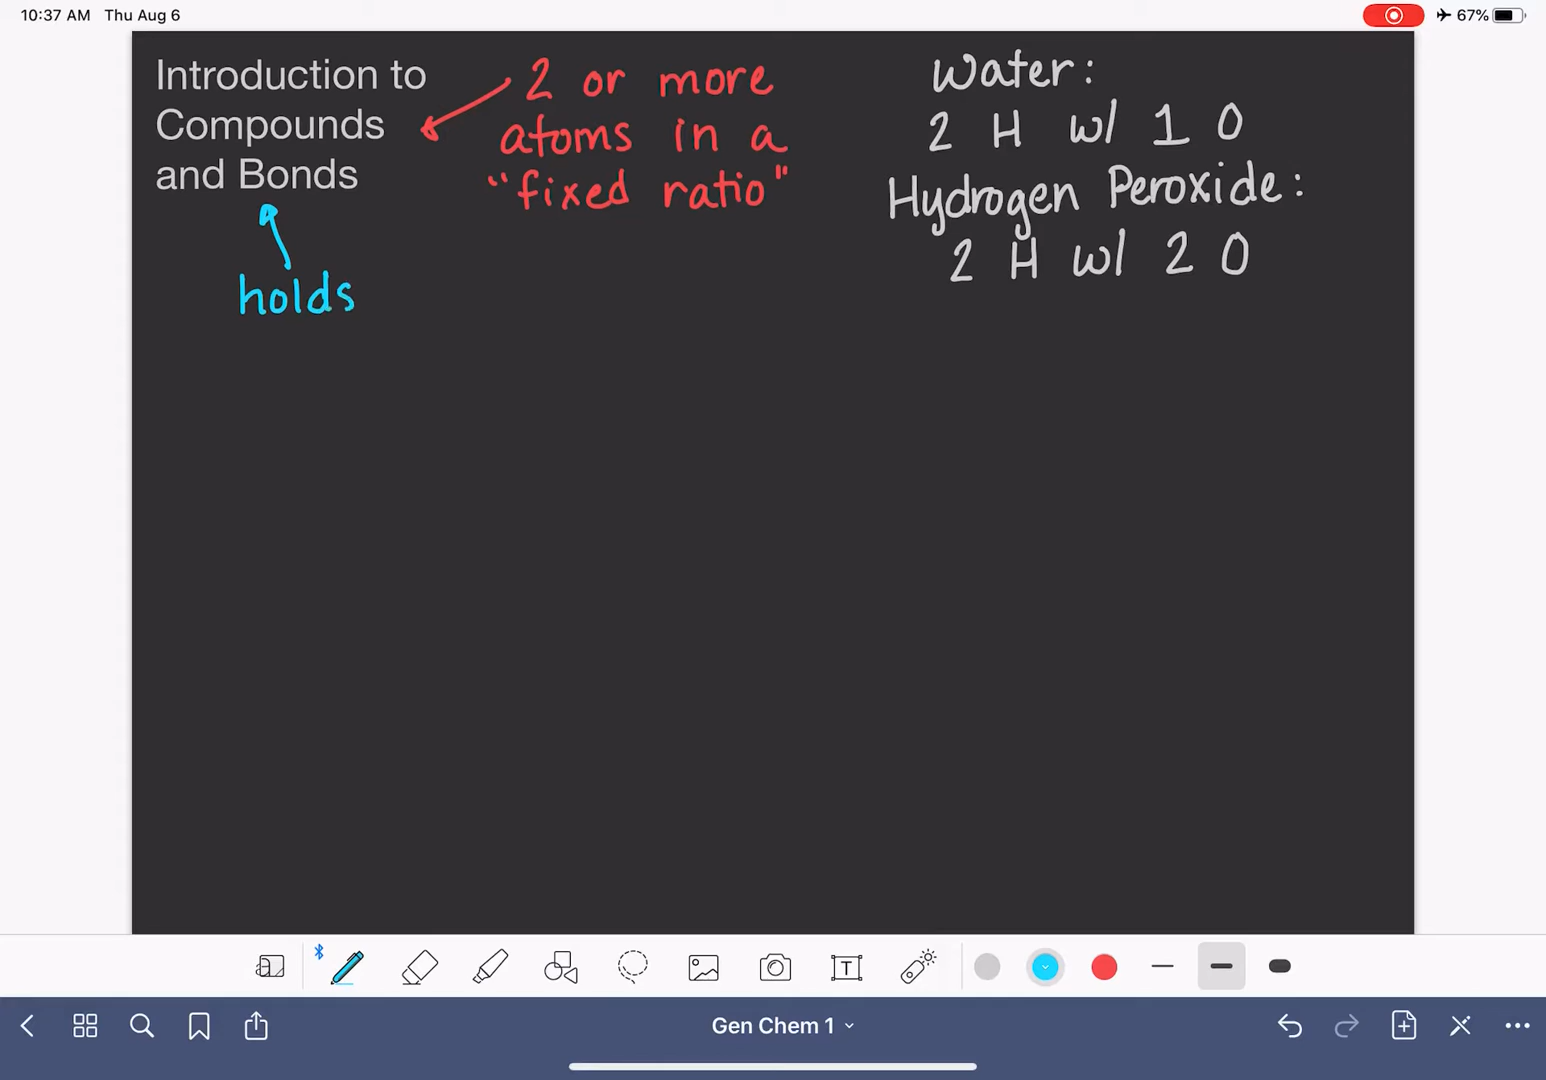 10:37 AM Thu Aug 6
67%
Introduction to
Compounds
and Bonds
2 or more
atoms in a
"fixed ratio"
holds
Water:
2 H w/ 1 O
Hydrogen Peroxide:
2 H w/ 2 O
T
Gen Chem 1